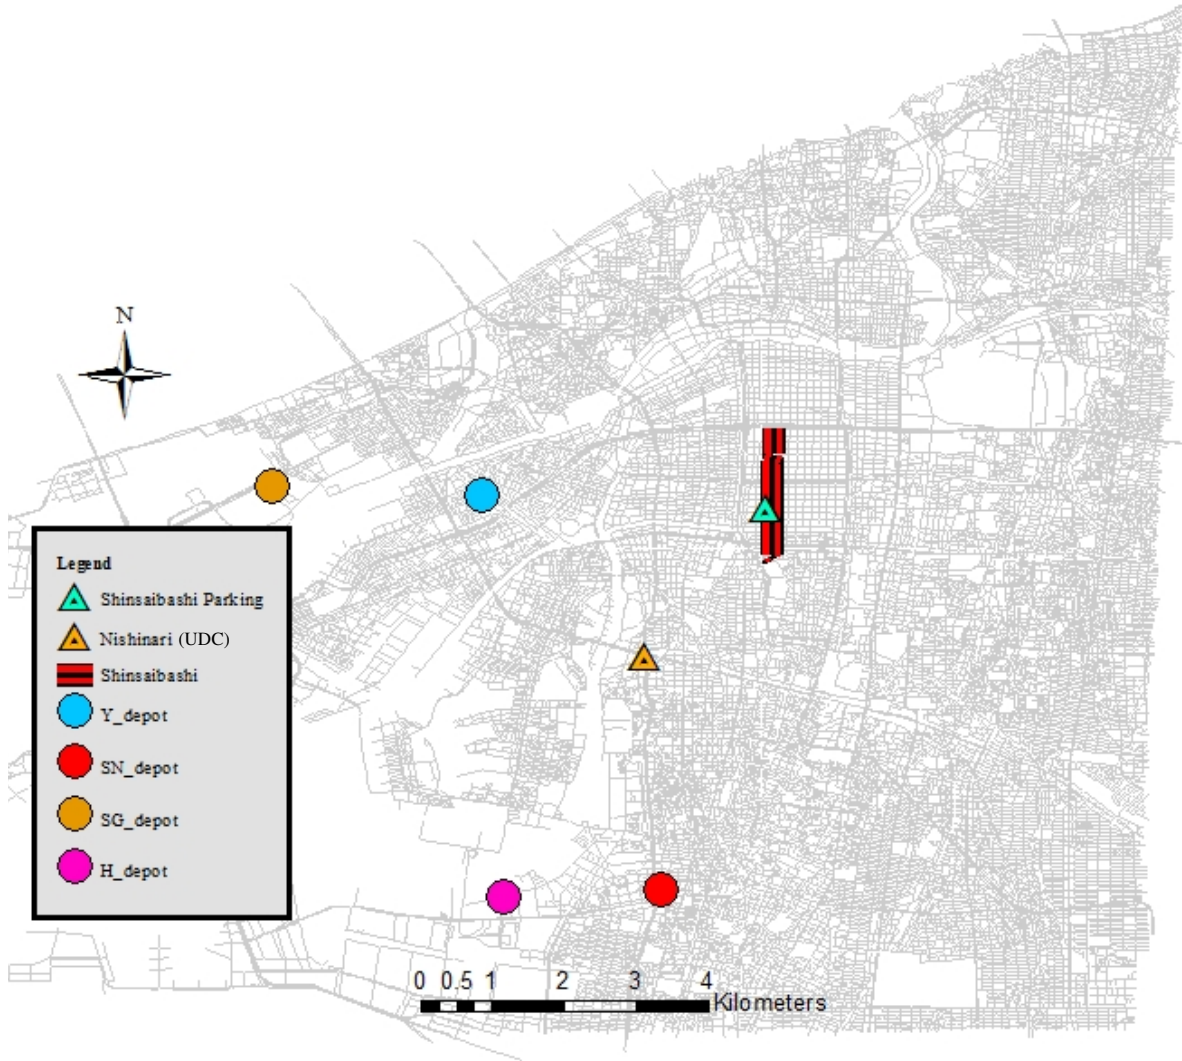 N
Legend
Shinsaibashi Parking
Nishinari (UDC)
Shinsaibashi
Y_depot
SN_depot
SG_depot
H_depot
0 0.5 1 2 3 4
Kilometers